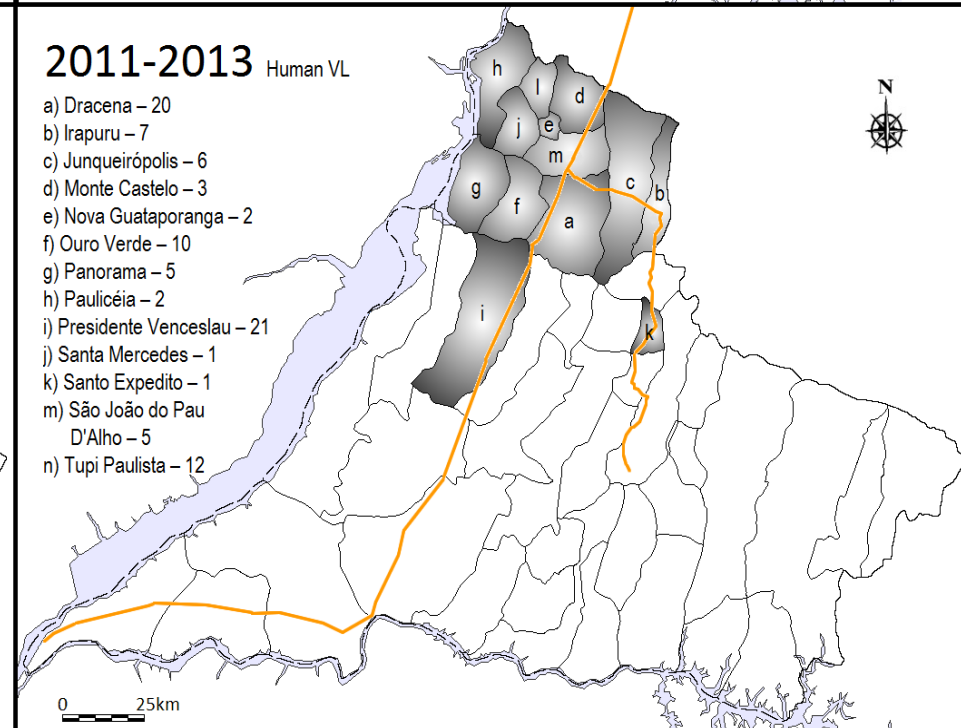 2011-2013 Human VL
a) Dracena – 20
b) Irapuru – 7
c) Junqueirópolis – 6
d) Monte Castelo – 3
e) Nova Guataporanga – 2
f) Ouro Verde – 10
g) Panorama – 5
h) Paulicéia – 2
i) Presidente Venceslau – 21
j) Santa Mercedes – 1
k) Santo Expedito – 1
m) São João do Pau
D'Alho – 5
n) Tupi Paulista – 12
h
l
d
j
e
m
g
f
a
c
b
i
k
N
0 25km